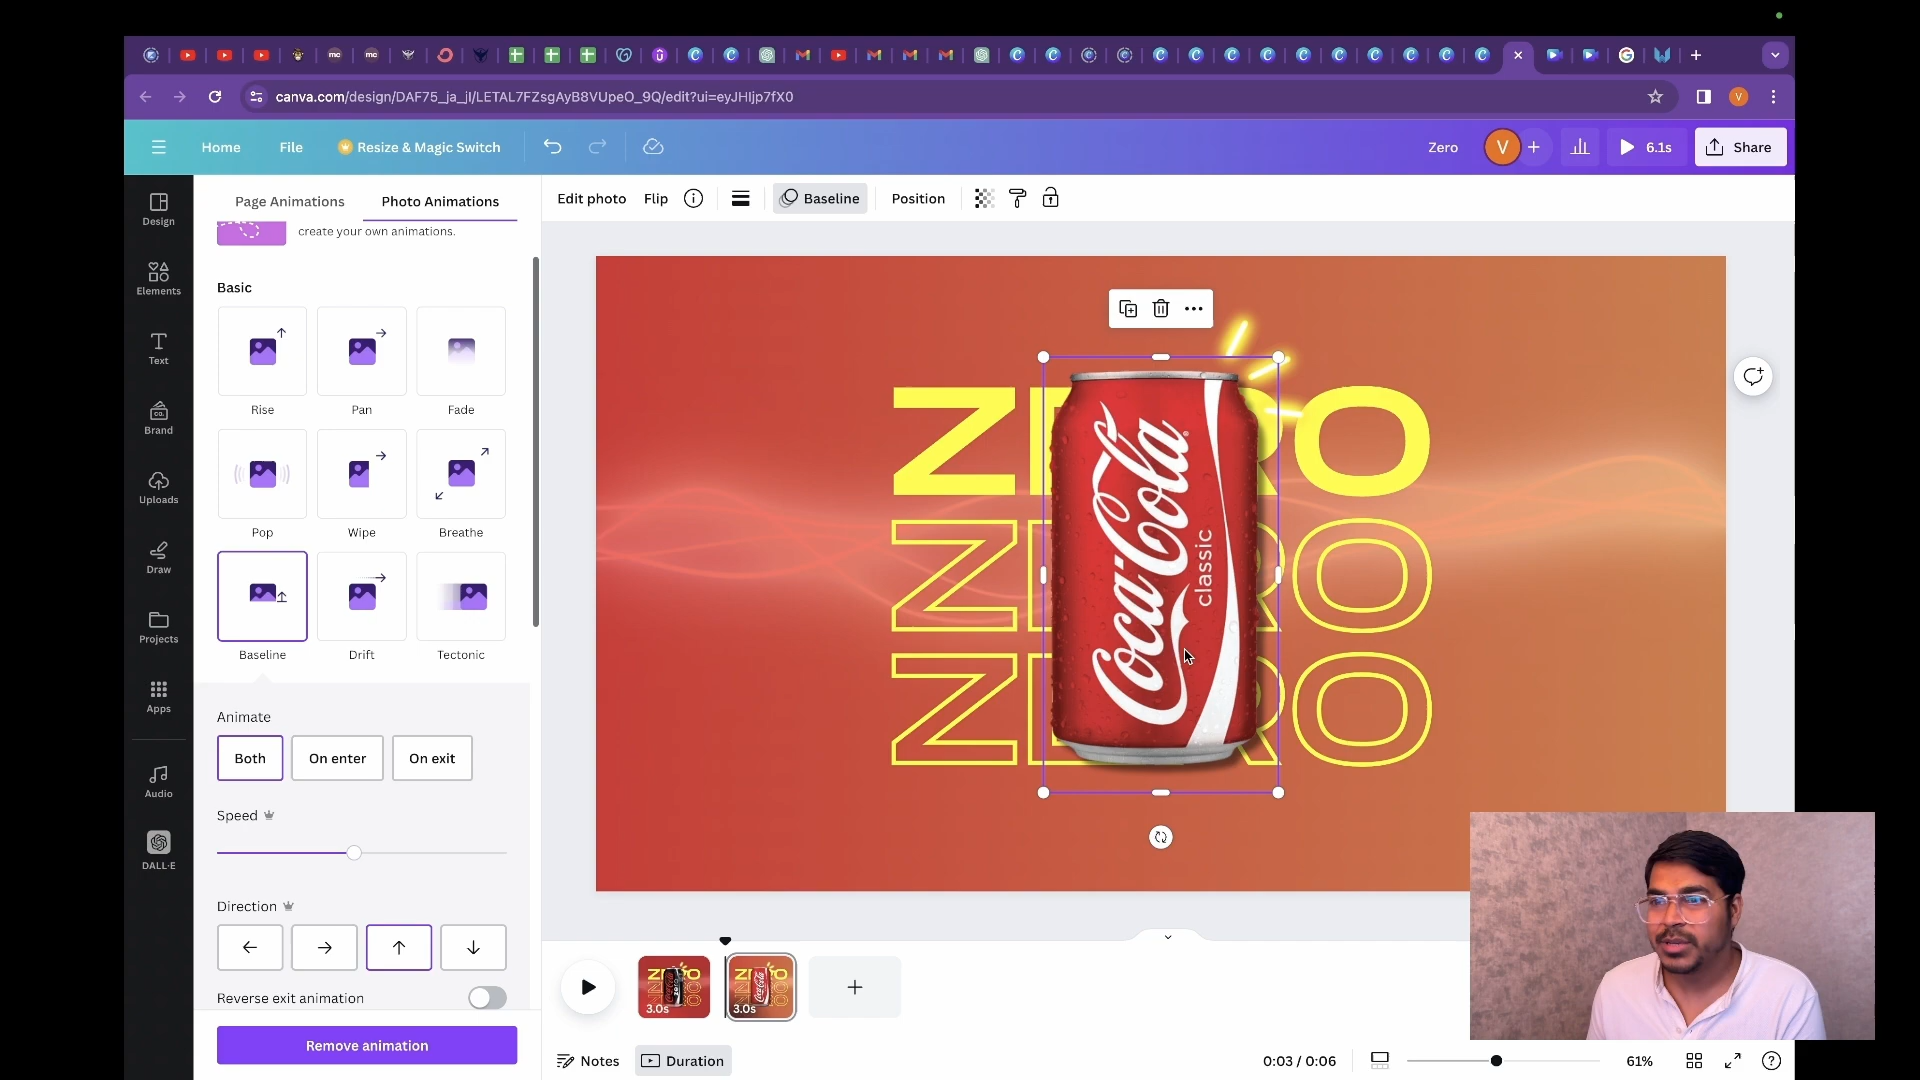 canva.com/design/DAF75_ja_jI/LETAL7FZsgAyB8VUpeO_9Q/edit?ui=eyJHIjp7fX0
V
Home
File
Resize & Magic Switch
Zero
V
6.1s
Share
Design
Elements
Text
Brand
Uploads
Draw
Projects
Apps
Audio
DALL·E
Page Animations
Photo Animations
create your own animations.
Basic
Rise
Pan
Fade
Pop
Wipe
Breathe
Baseline
Drift
Tectonic
Animate
Both
On enter
On exit
Speed
Direction
Reverse exit animation
Remove animation
Edit photo
Flip
Baseline
Position
ZERO
Coca-Cola
classic
3.0s
3.0s
Notes
Duration
0:03 / 0:06
61%